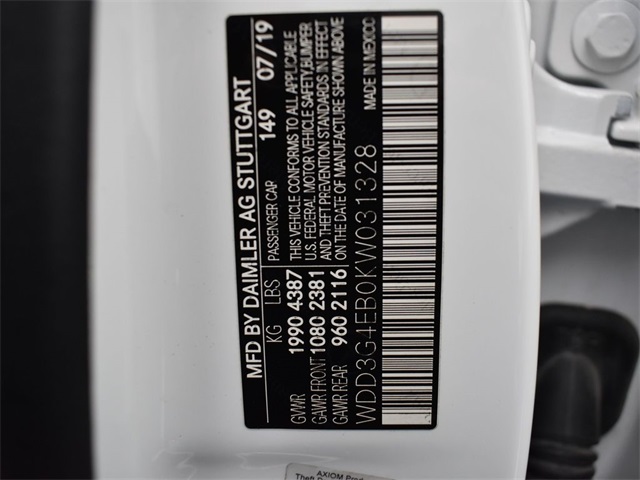 MFD BY DAIMLER AG STUTTGART
KG LBS PASSENGER CAR 149 07/19
GVWR 1990 4387 THIS VEHICLE CONFORMS TO ALL APPLICABLE
U.S. FEDERAL MOTOR VEHICLE SAFETY, BUMPER
GAWR FRONT 1080 2381 AND THEFT PREVENTION STANDARDS IN EFFECT
GAWR REAR 960 2116 ON THE DATE OF MANUFACTURE SHOWN ABOVE
MADE IN MEXICO
WDD3G4EB0KW031328
AXIOM
Theft